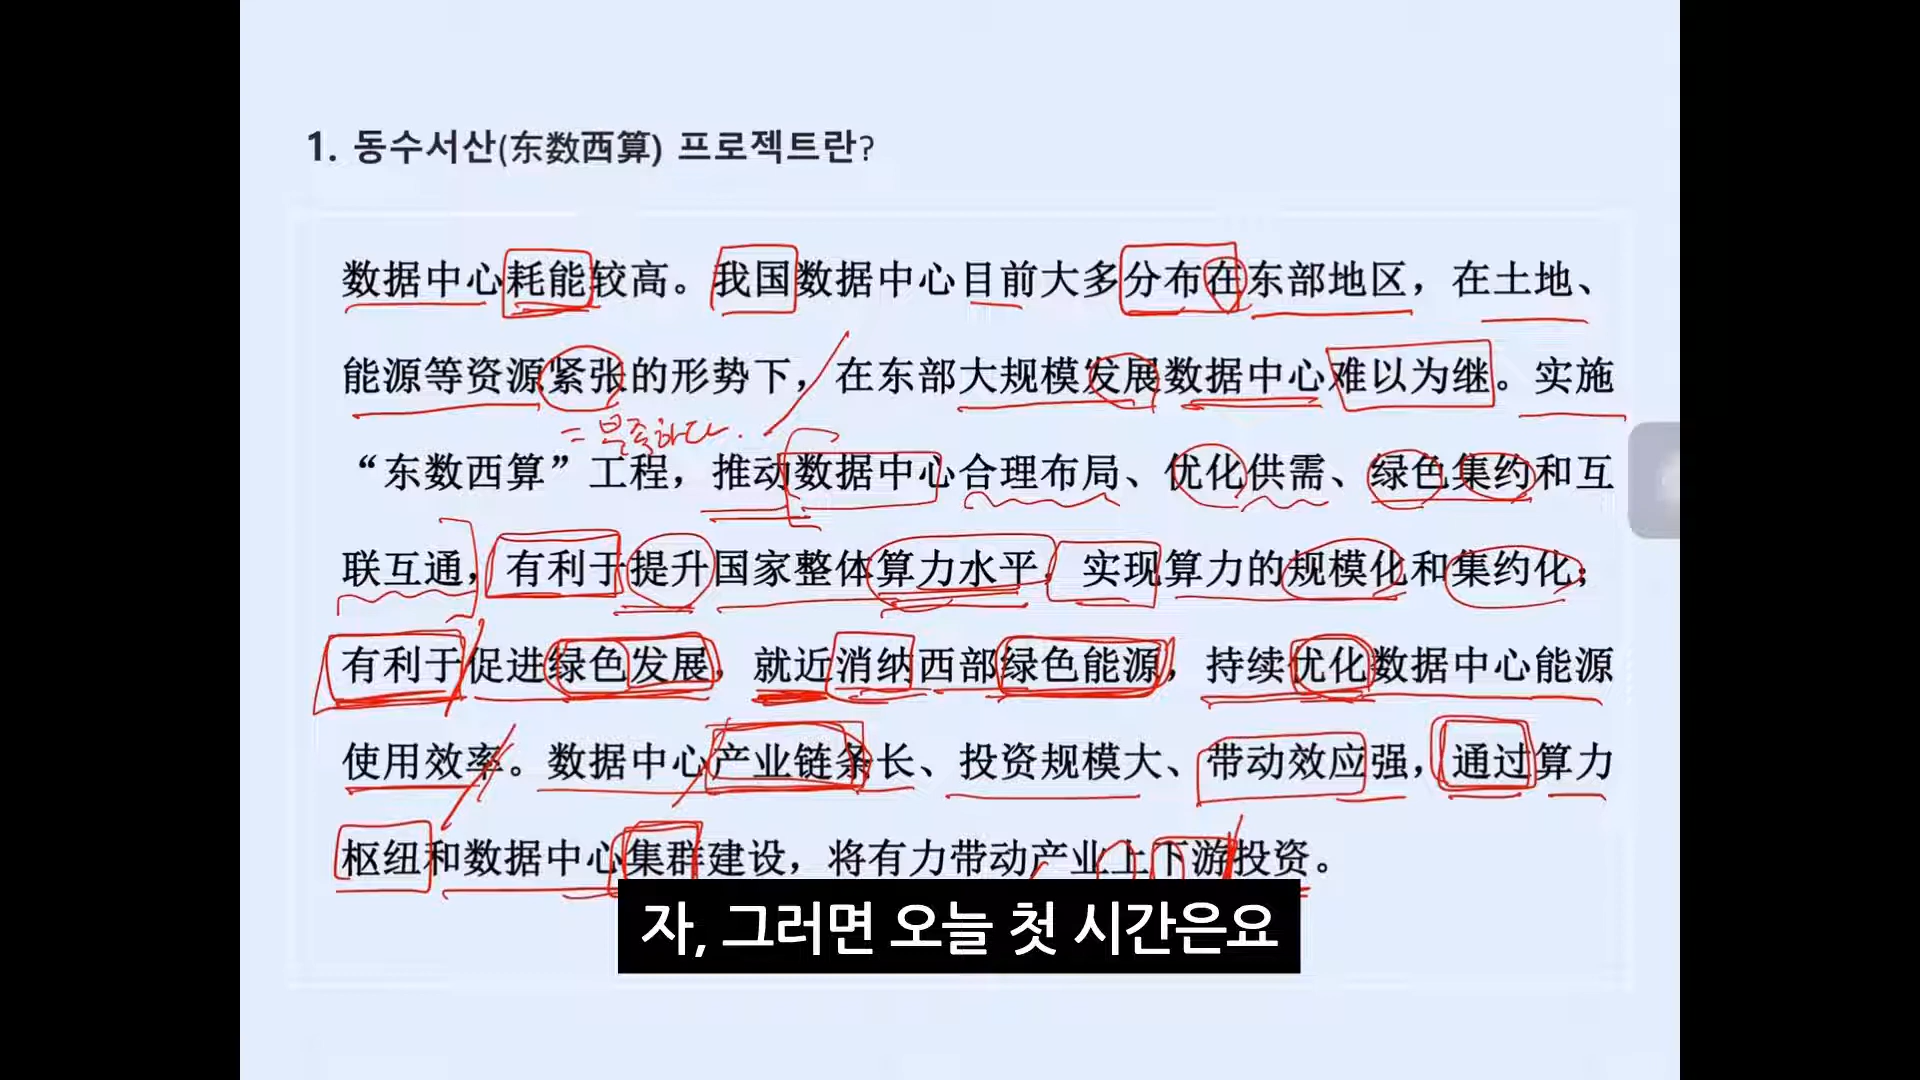 1. 동수서산(东数西算) 프로젝트란?
数据中心耗能较高。我国数据中心目前大多分布在东部地区，在土地、
能源等资源紧张的形势下，在东部大规模发展数据中心难以为继。实施
= 부족하다.
“东数西算”工程，推动数据中心合理布局、优化供需、绿色集约和互
联互通，有利于提升国家整体算力水平，实现算力的规模化和集约化；
有利于促进绿色发展，就近消纳西部绿色能源，持续优化数据中心能源
使用效率。数据中心产业链条长、投资规模大、带动效应强，通过算力
枢纽和数据中心集群建设，将有力带动产业上下游投资。
자, 그러면 오늘 첫 시간은요